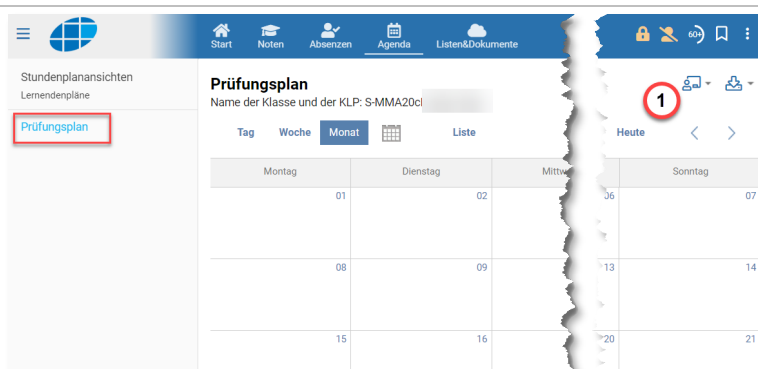 Start Noten Absenzen Agenda Listen&Dokumente 60+
Stundenplanansichten
Lernendenpläne
Prüfungsplan
Prüfungsplan
Name der Klasse und der KLP: S-MMA20cl
1
Tag Woche Monat Liste Heute
Montag Dienstag Mittw Sonntag
01 02 06 07
08 09 13 14
15 16 20 21